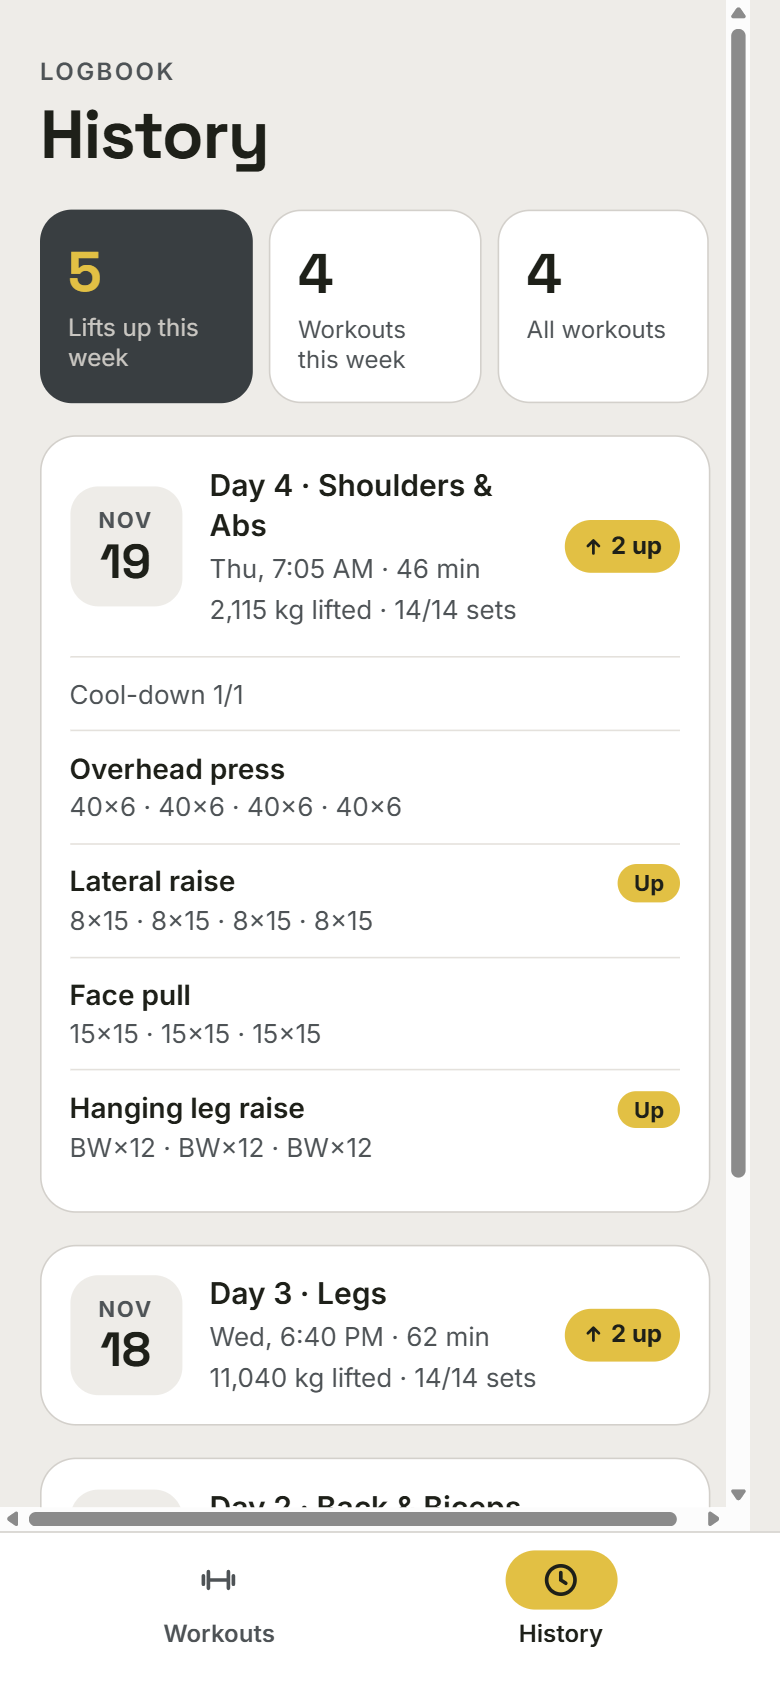 LOGBOOK
History
5
Lifts up this
week
4
Workouts
this week
4
All workouts
NOV
19
Day 4 · Shoulders &
Abs
Thu, 7:05 AM · 46 min
2,115 kg lifted · 14/14 sets
↑ 2 up
Cool-down 1/1
Overhead press
40×6 · 40×6 · 40×6 · 40×6
Lateral raise
Up
8×15 · 8×15 · 8×15 · 8×15
Face pull
15×15 · 15×15 · 15×15
Hanging leg raise
Up
BW×12 · BW×12 · BW×12
NOV
18
Day 3 · Legs
Wed, 6:40 PM · 62 min
11,040 kg lifted · 14/14 sets
↑ 2 up
Day 2 · Back & Biceps
Workouts
History